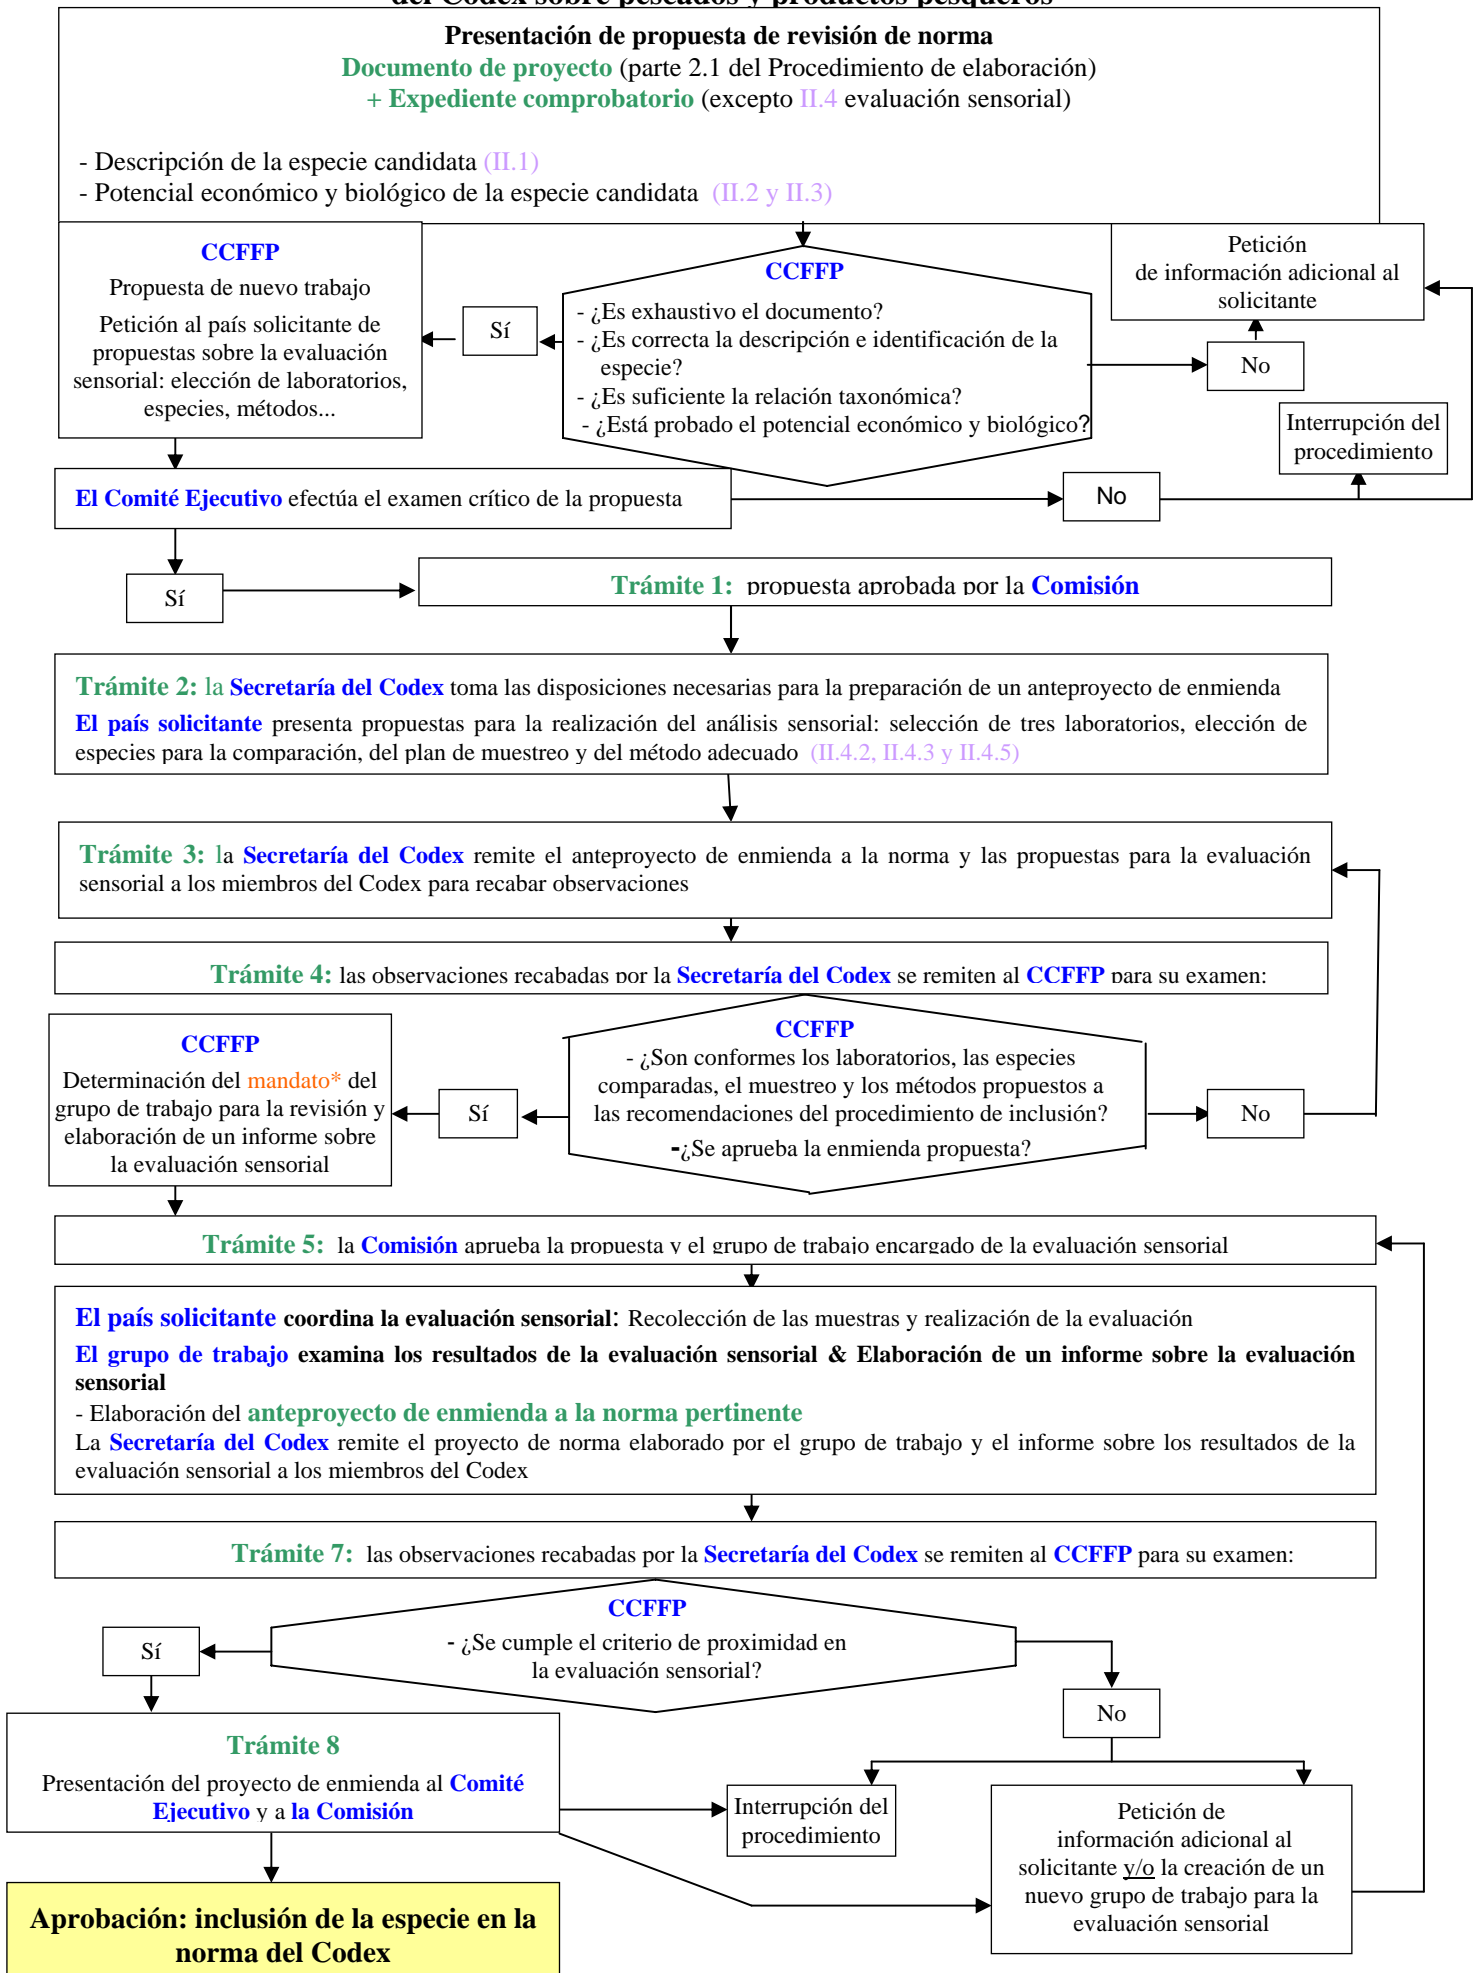 del Codex sobre pescados y productos pesqueros
Presentación de propuesta de revisión de norma
Documento de proyecto (parte 2.1 del Procedimiento de elaboración)
+ Expediente comprobatorio (excepto II.4 evaluación sensorial)
- Descripción de la especie candidata (II.1)
- Potencial económico y biológico de la especie candidata (II.2 y II.3)
CCFFP
Propuesta de nuevo trabajo
Petición al país solicitante de
propuestas sobre la evaluación
sensorial: elección de laboratorios,
especies, métodos...
Sí
CCFFP
- ¿Es exhaustivo el documento?
- ¿Es correcta la descripción e identificación de la
especie?
- ¿Es suficiente la relación taxonómica?
- ¿Está probado el potencial económico y biológico?
Petición
de información adicional al
solicitante
No
Interrupción del
procedimiento
El Comité Ejecutivo efectúa el examen crítico de la propuesta
No
Sí
Trámite 1: propuesta aprobada por la Comisión
Trámite 2: la Secretaría del Codex toma las disposiciones necesarias para la preparación de un anteproyecto de enmienda
El país solicitante presenta propuestas para la realización del análisis sensorial: selección de tres laboratorios, elección de
especies para la comparación, del plan de muestreo y del método adecuado (II.4.2, II.4.3 y II.4.5)
Trámite 3: la Secretaría del Codex remite el anteproyecto de enmienda a la norma y las propuestas para la evaluación
sensorial a los miembros del Codex para recabar observaciones
Trámite 4: las observaciones recabadas por la Secretaría del Codex se remiten al CCFFP para su examen:
CCFFP
Determinación del mandato* del
grupo de trabajo para la revisión y
elaboración de un informe sobre
la evaluación sensorial
Sí
CCFFP
- ¿Son conformes los laboratorios, las especies
comparadas, el muestreo y los métodos propuestos a
las recomendaciones del procedimiento de inclusión?
-¿Se aprueba la enmienda propuesta?
No
Trámite 5: la Comisión aprueba la propuesta y el grupo de trabajo encargado de la evaluación sensorial
El país solicitante coordina la evaluación sensorial: Recolección de las muestras y realización de la evaluación
El grupo de trabajo examina los resultados de la evaluación sensorial & Elaboración de un informe sobre la evaluación
sensorial
- Elaboración del anteproyecto de enmienda a la norma pertinente
La Secretaría del Codex remite el proyecto de norma elaborado por el grupo de trabajo y el informe sobre los resultados de la
evaluación sensorial a los miembros del Codex
Trámite 7: las observaciones recabadas por la Secretaría del Codex se remiten al CCFFP para su examen:
CCFFP
- ¿Se cumple el criterio de proximidad en
la evaluación sensorial?
Sí
No
Trámite 8
Presentación del proyecto de enmienda al Comité
Ejecutivo y a la Comisión
Interrupción del
procedimiento
Petición de
información adicional al
solicitante y/o la creación de un
nuevo grupo de trabajo para la
evaluación sensorial
Aprobación: inclusión de la especie en la
norma del Codex